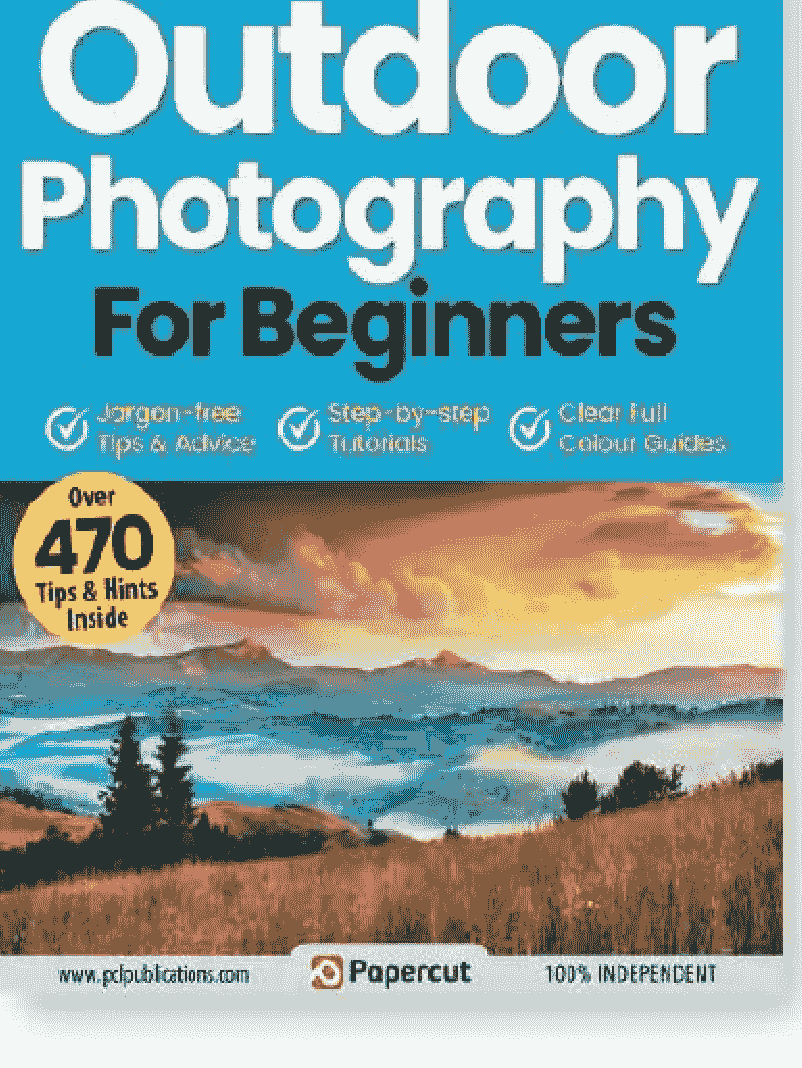 Outdoor
Photography
For Beginners
Jargon-free
Tips & Advice
Step-by-step
Tutorials
Clear Full
Colour Guides
Over
470
Tips & Hints
Inside
www.pclpublications.com
Papercut
100% INDEPENDENT